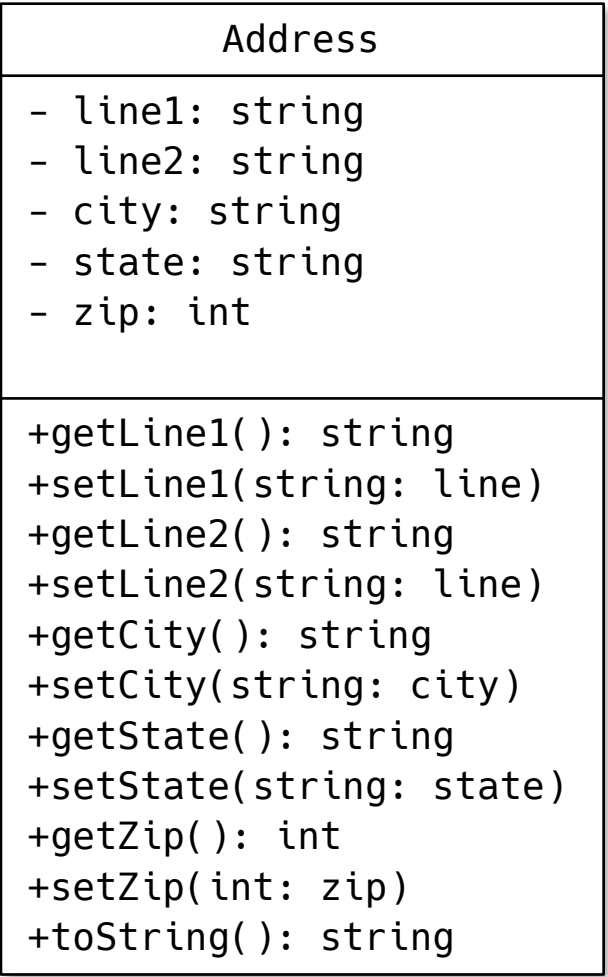 Address
- line1: string
- line2: string
- city: string
- state: string
- zip: int
+getLine1(): string
+setLine1(string: line)
+getLine2(): string
+setLine2(string: line)
+getCity(): string
+setCity(string: city)
+getState(): string
+setState(string: state)
+getZip(): int
+setZip(int: zip)
+toString(): string